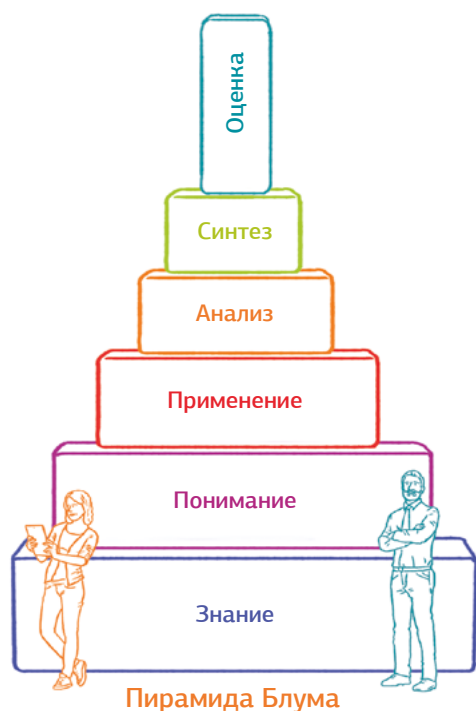 Оценка
Синтез
Анализ
Применение
Понимание
Знание
Пирамида Блума